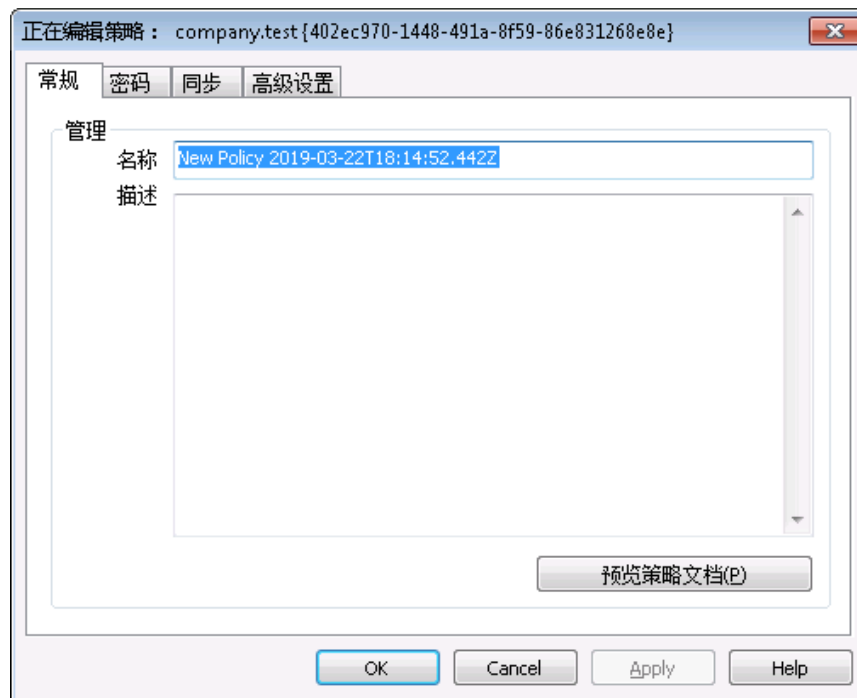 正在编辑策略： company.test{402ec970-1448-491a-8f59-86e831268e8e}
常规 密码 同步 高级设置
管理
名称 New Policy 2019-03-22T18:14:52.442Z
描述
预览策略文档(P)
OK Cancel Apply Help